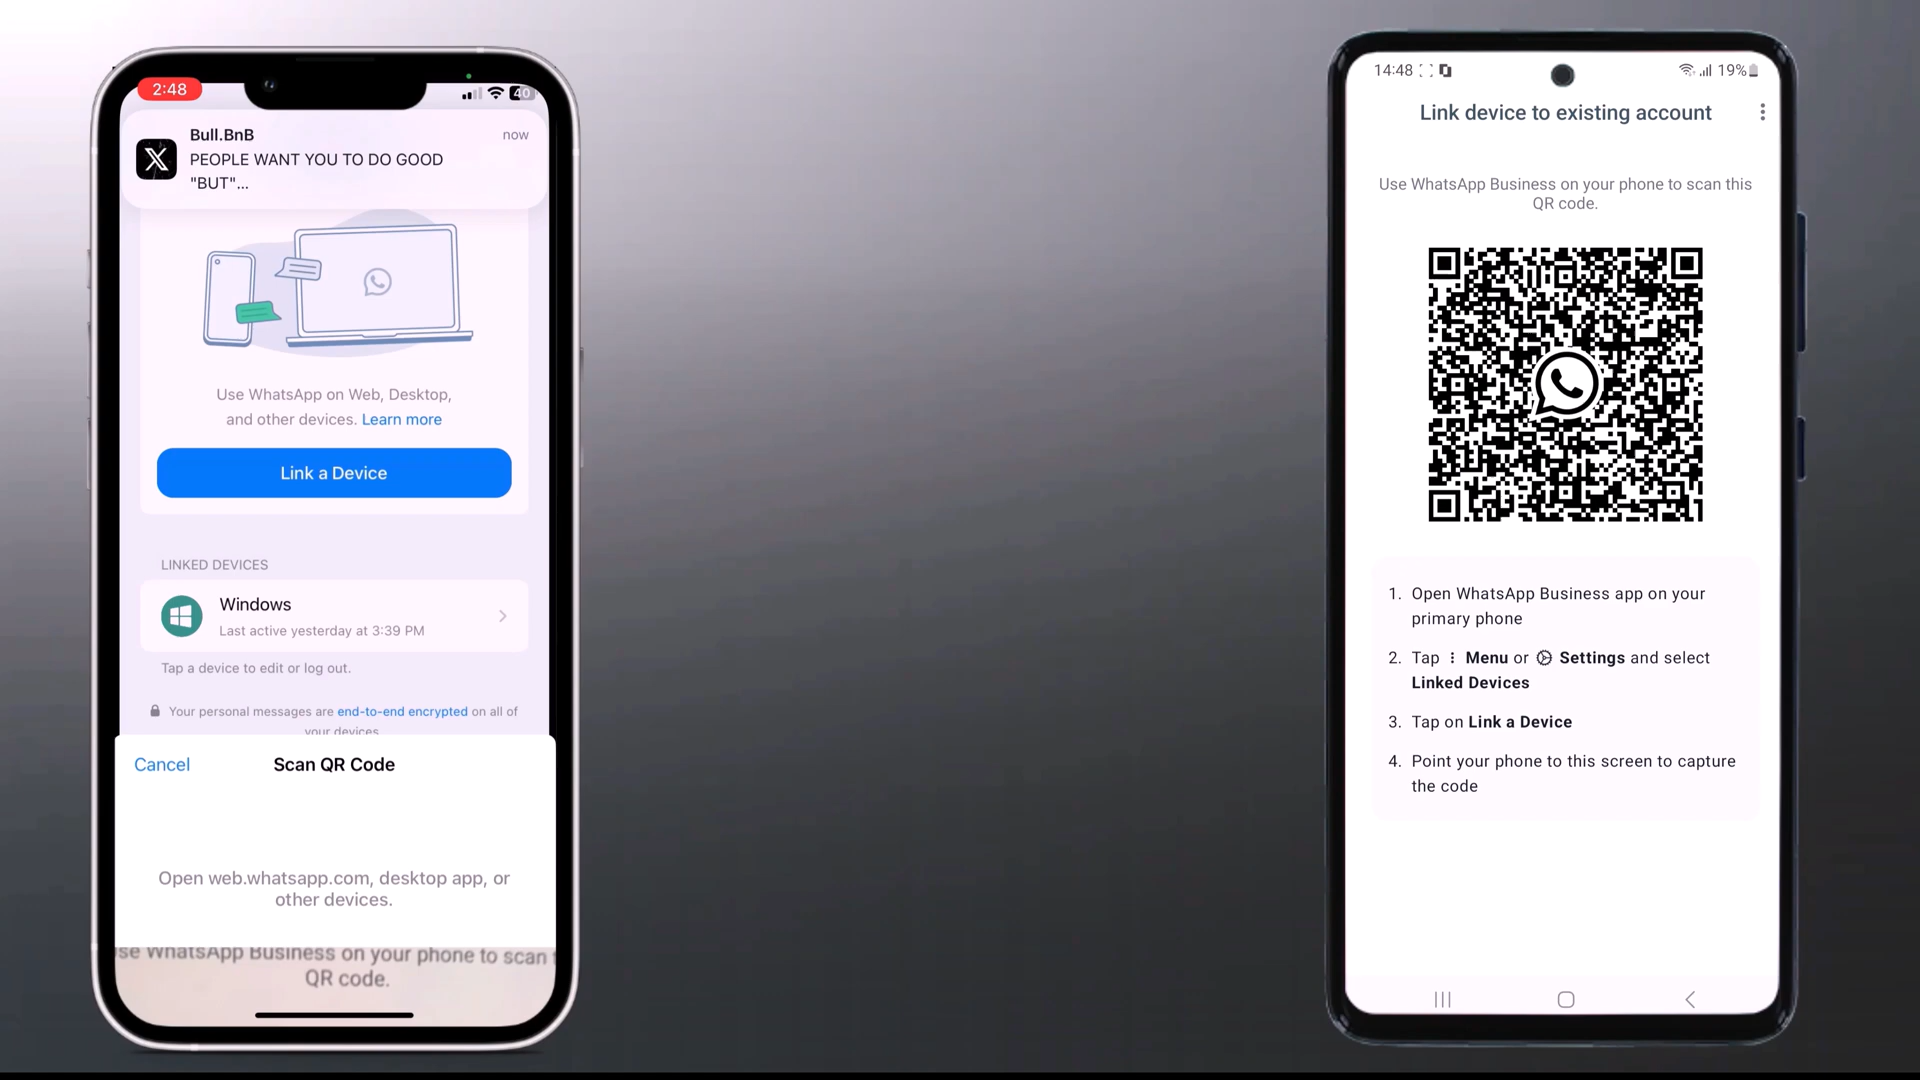 2:48
40
Bull.BnB
now
PEOPLE WANT YOU TO DO GOOD
"BUT"...
Use WhatsApp on Web, Desktop,
and other devices. Learn more
Link a Device
LINKED DEVICES
Windows
Last active yesterday at 3:39 PM
Tap a device to edit or log out.
Your personal messages are end-to-end encrypted on all of
your devices
Cancel
Scan QR Code
Open web.whatsapp.com, desktop app, or
other devices.
WhatsApp Business on your phone to scan
QR code.
14:48
19%
Link device to existing account
Use WhatsApp Business on your phone to scan this
QR code.
1. Open WhatsApp Business app on your
primary phone
2. Tap Menu or Settings and select
Linked Devices
3. Tap on Link a Device
4. Point your phone to this screen to capture
the code